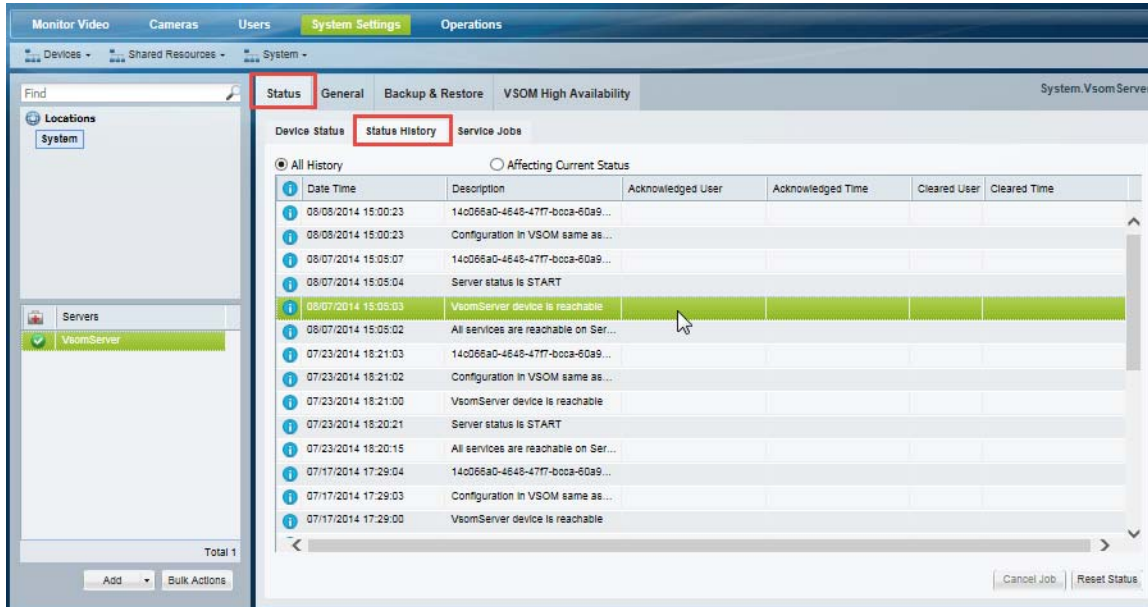 Monitor Video Cameras Users System Settings Operations
Devices Shared Resources System
Find
Locations
System
Servers
VsomServer
Total 1
Add Bulk Actions
Status General Backup & Restore VSOM High Availability
System.VsomServer
Device Status Status History Service Jobs
All History Affecting Current Status
Date Time Description Acknowledged User Acknowledged Time Cleared User Cleared Time
08/08/2014 15:00:23 14c066a0-4648-47f7-bcca-60a9...
08/08/2014 15:00:23 Configuration in VSOM same as...
08/07/2014 15:05:07 14c066a0-4648-47f7-bcca-60a9...
08/07/2014 15:05:04 Server status is START
08/07/2014 15:05:03 VsomServer device is reachable
08/07/2014 15:05:02 All services are reachable on Ser...
07/23/2014 18:21:03 14c066a0-4648-47f7-bcca-60a9...
07/23/2014 18:21:02 Configuration in VSOM same as...
07/23/2014 18:21:00 VsomServer device is reachable
07/23/2014 18:20:21 Server status is START
07/23/2014 18:20:15 All services are reachable on Ser...
07/17/2014 17:29:04 14c066a0-4648-47f7-bcca-60a9...
07/17/2014 17:29:03 Configuration in VSOM same as...
07/17/2014 17:29:00 VsomServer device is reachable
Cancel Job Reset Status